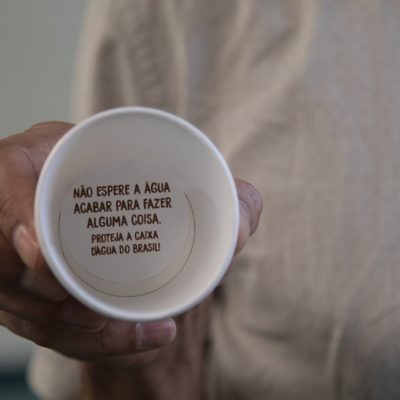 NÃO ESPERE A ÁGUA
ACABAR PARA FAZER
ALGUMA COISA.
PROTEJA A CAIXA
D'ÁGUA DO BRASIL!